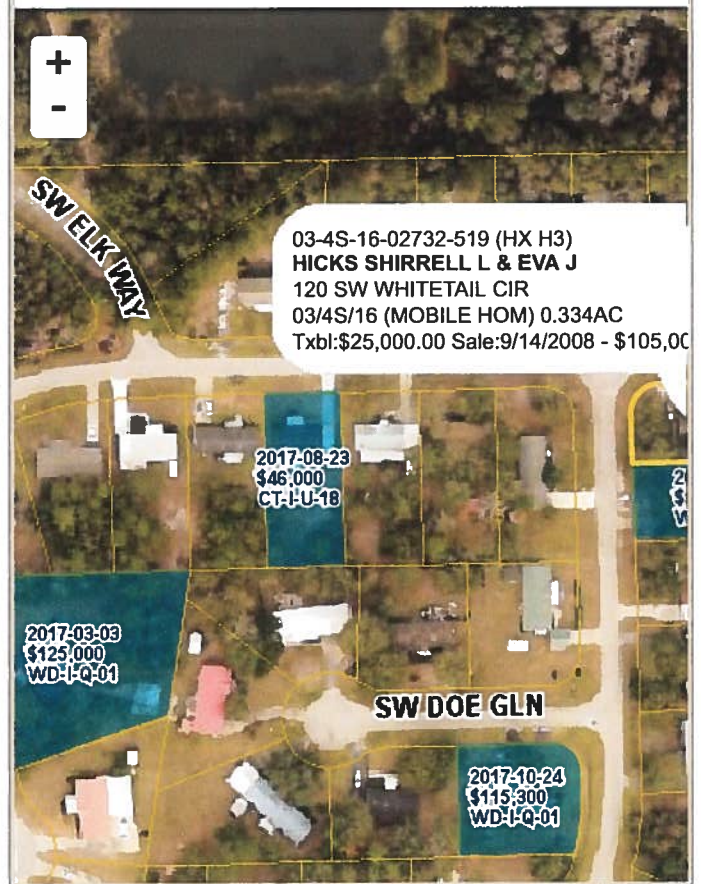 +
-
SW ELK WAY
03-4S-16-02732-519 (HX H3)
HICKS SHIRRELL L & EVA J
120 SW WHITETAIL CIR
03/4S/16 (MOBILE HOM) 0.334AC
Txbl:$25,000.00 Sale:9/14/2008 - $105,00
2017-08-23
$46,000
CT-I-U-18
2
$
W
2017-03-03
$125,000
WD-I-Q-01
SW DOE GLN
2017-10-24
$115,300
WD-I-Q-01